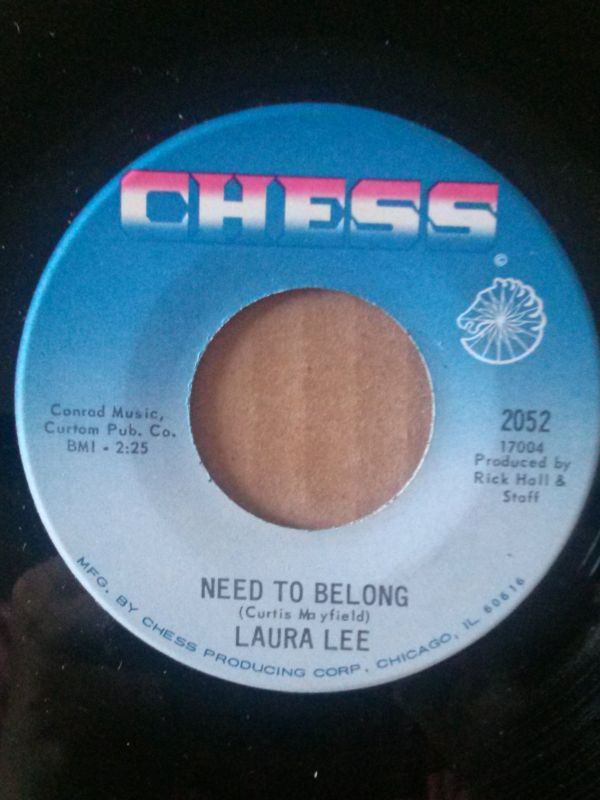 CHESS
©
Conrad Music,
Curtom Pub. Co.
BMI - 2:25
2052
17004
Produced by
Rick Hall &
Staff
NEED TO BELONG
(Curtis Mayfield)
LAURA LEE
MFG. BY CHESS PRODUCING CORP., CHICAGO, IL 60616